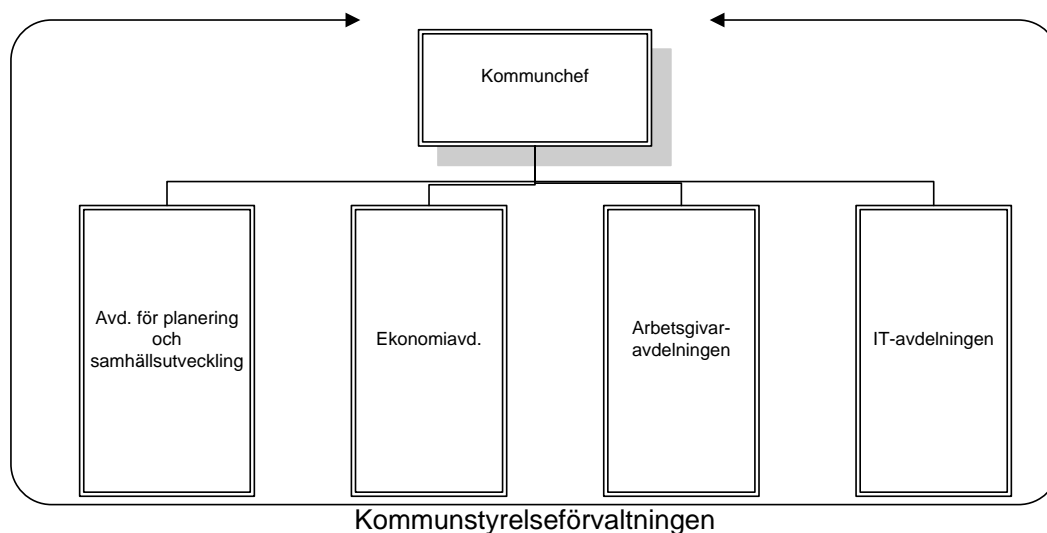 Kommunchef
Avd. för planering
och
samhällsutveckling
Ekonomiavd.
Arbetsgivar-
avdelningen
IT-avdelningen
Kommunstyrelseförvaltningen